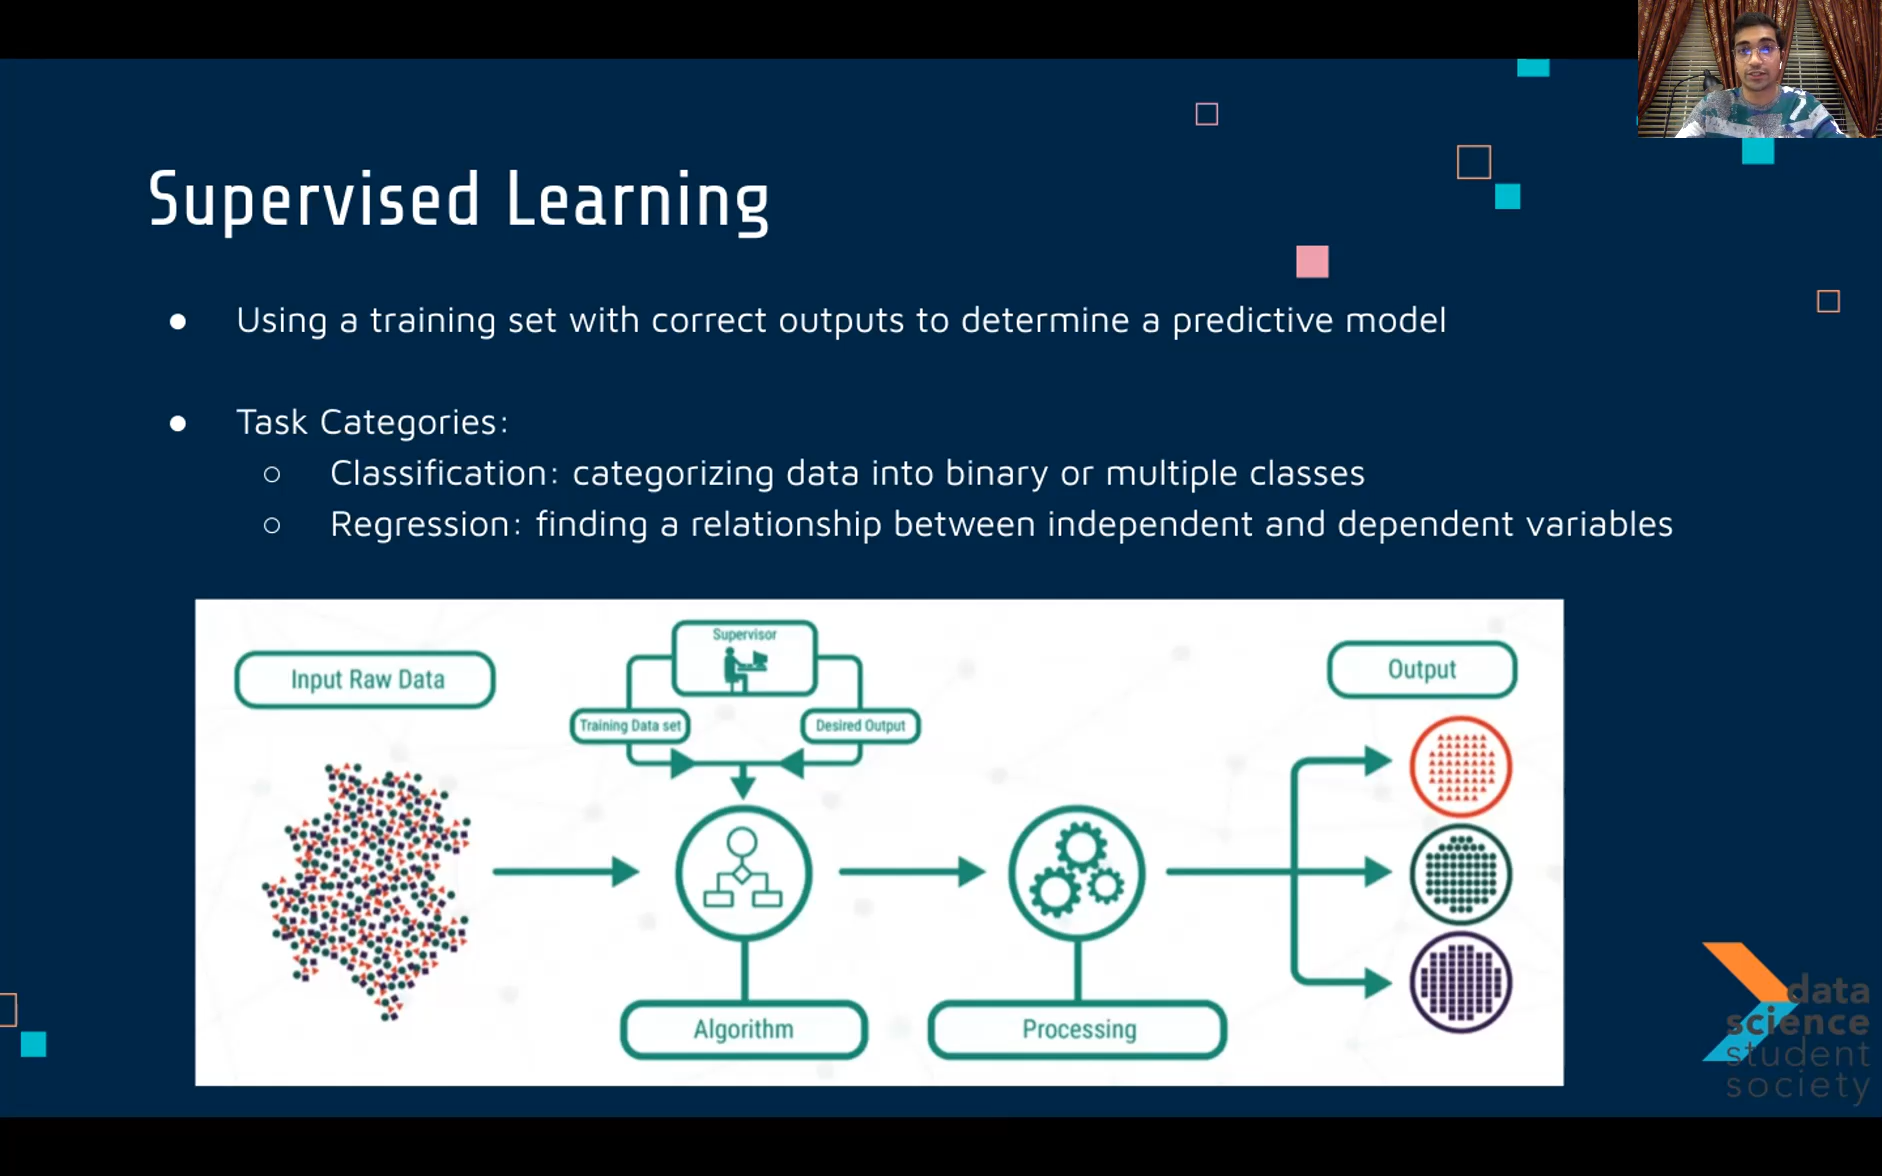 Supervised Learning
● Using a training set with correct outputs to determine a predictive model
● Task Categories:
○ Classification: categorizing data into binary or multiple classes
○ Regression: finding a relationship between independent and dependent variables
Supervisor
Input Raw Data
Output
Training Data set
Desired Output
Algorithm
Processing
data
science
student
society